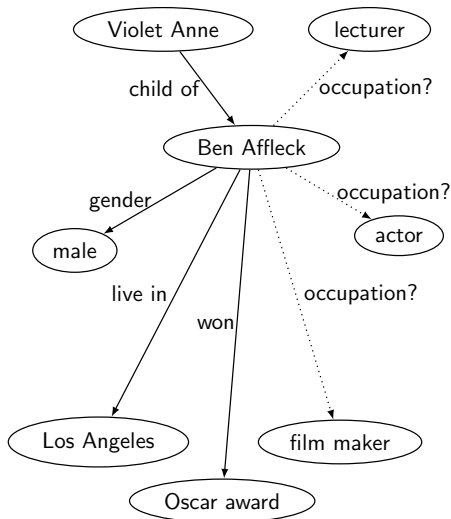 Violet Anne
lecturer
child of
occupation?
Ben Affleck
gender
occupation?
male
actor
live in
occupation?
won
Los Angeles
film maker
Oscar award